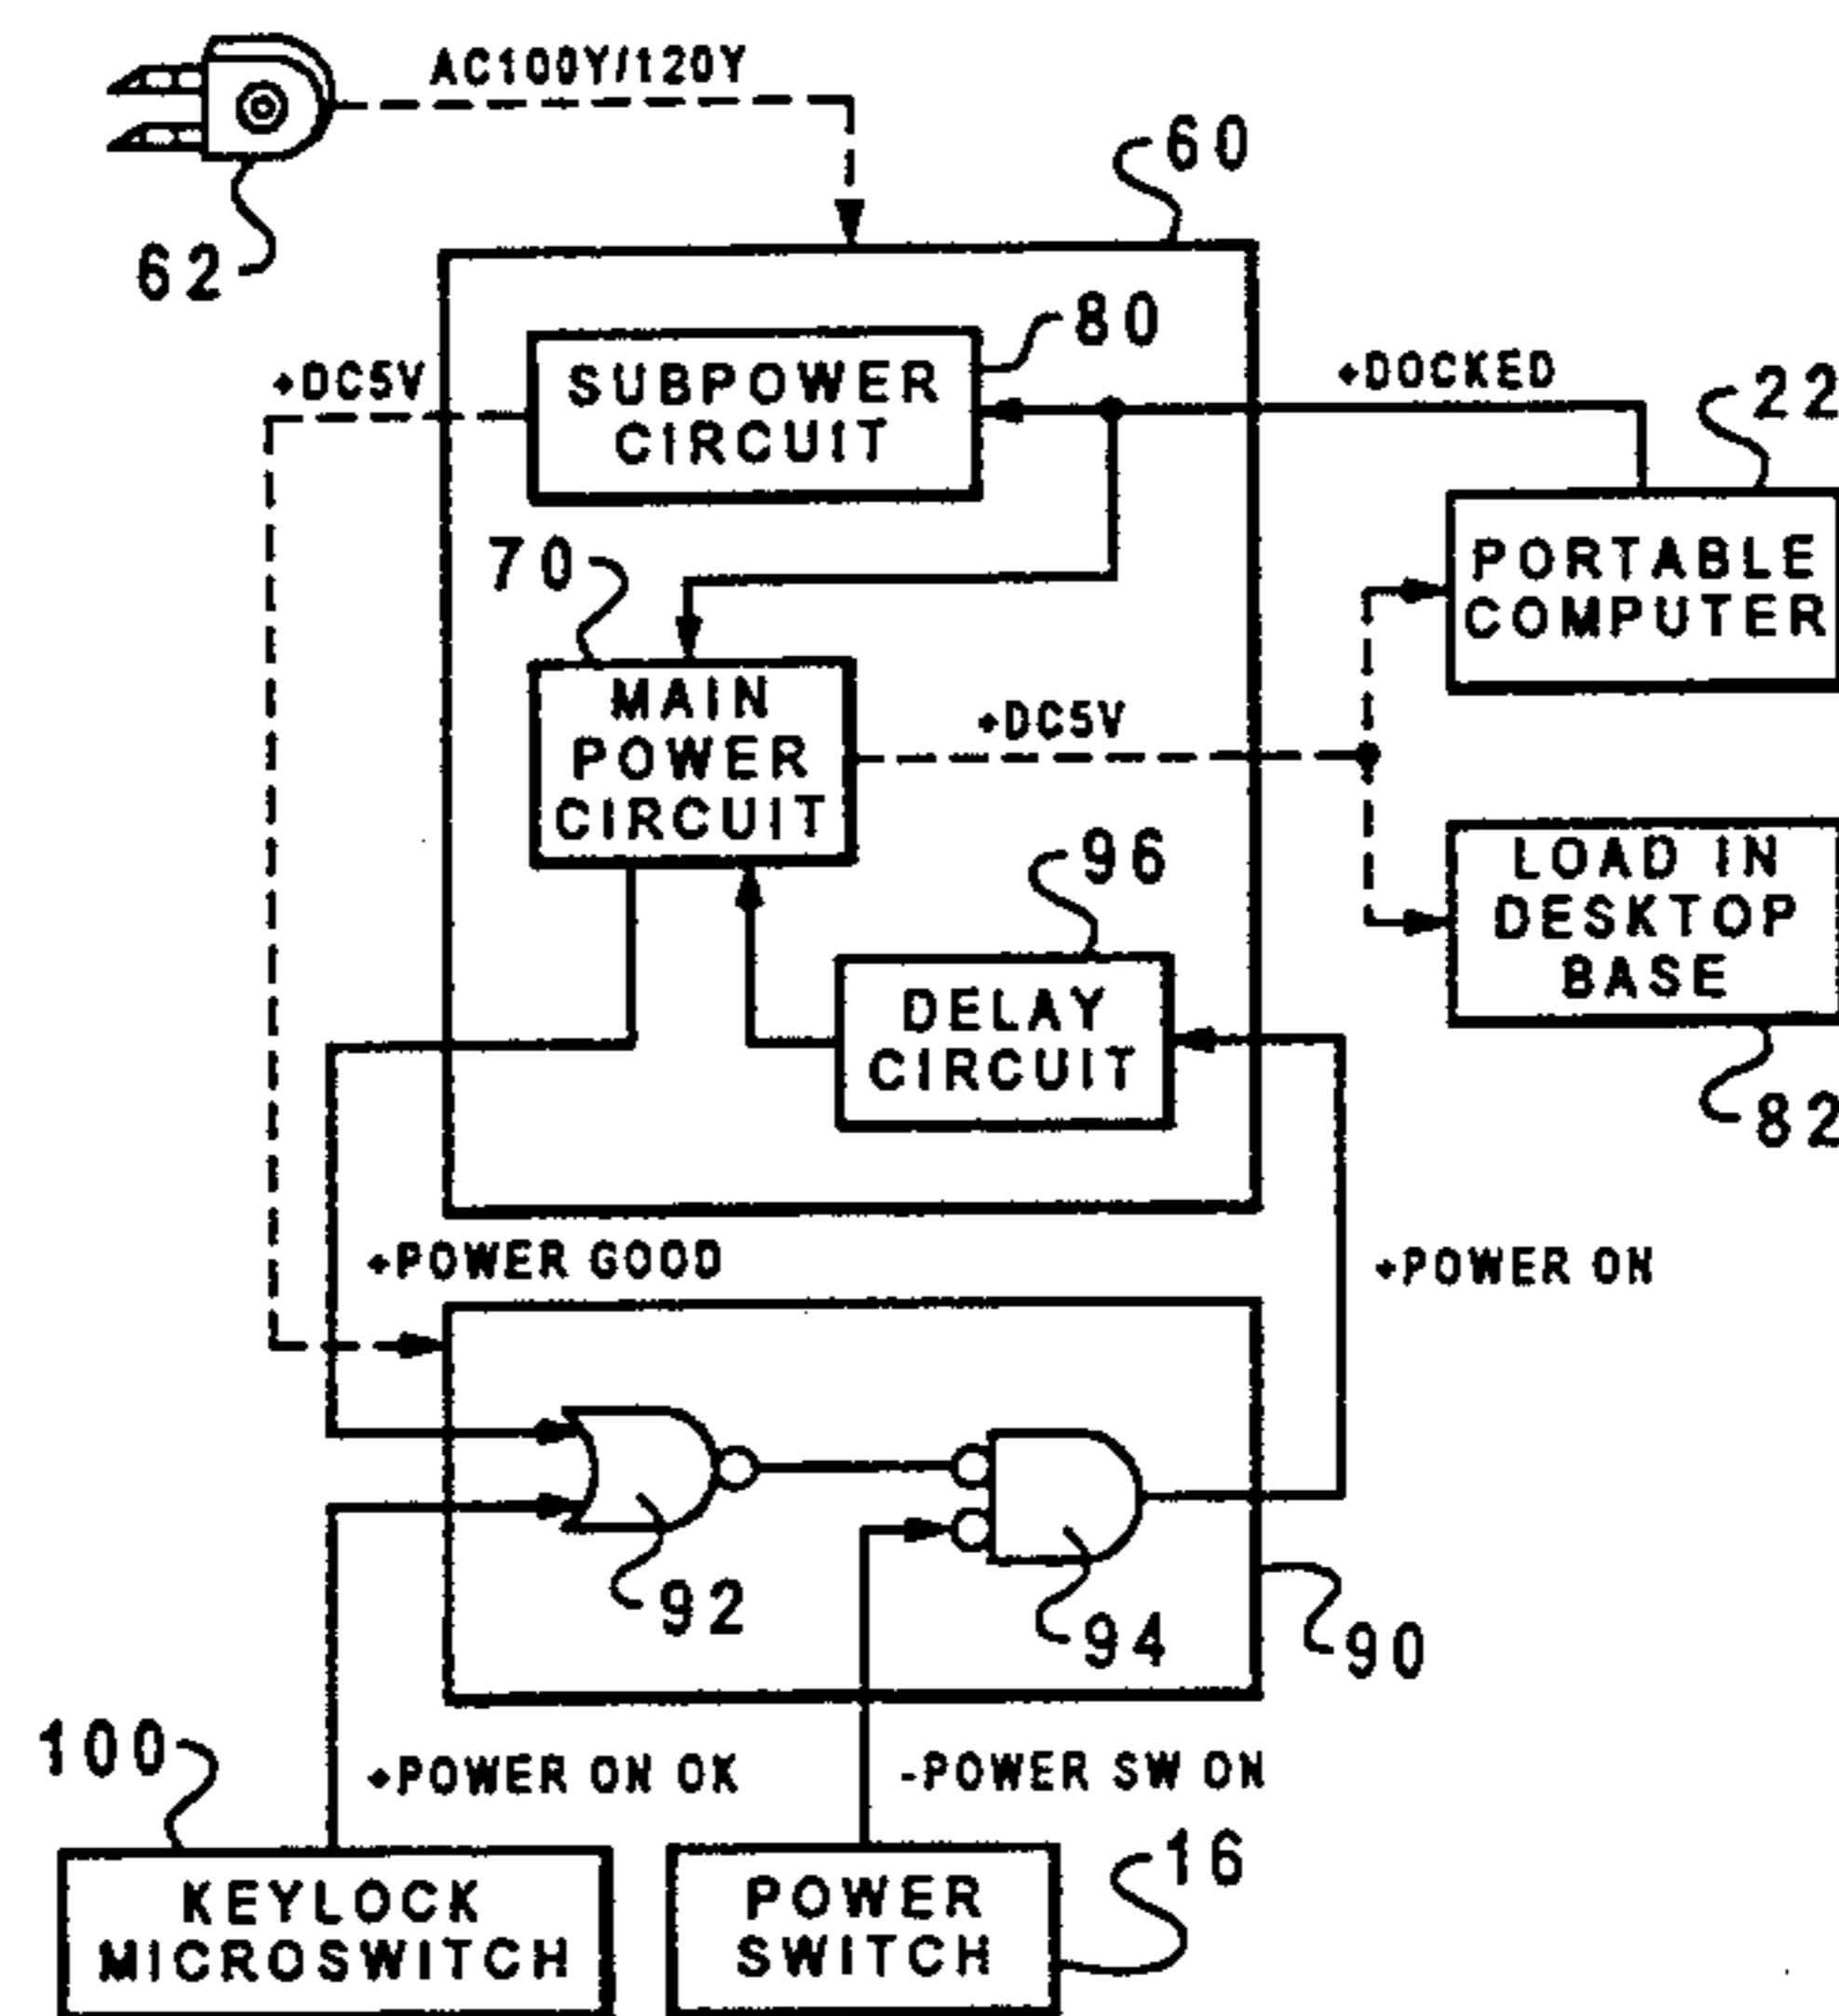 AC100V/120V
60
62
80
SUBPOWER
CIRCUIT
+DC5V
+DOCKED
22
70
PORTABLE
COMPUTER
MAIN
POWER
CIRCUIT
+DC5V
96
LOAD IN
DESKTOP
BASE
DELAY
CIRCUIT
82
+POWER GOOD
+POWER ON
92
94
90
100
+POWER ON OK
-POWER SW ON
16
KEYLOCK
MICROSWITCH
POWER
SWITCH